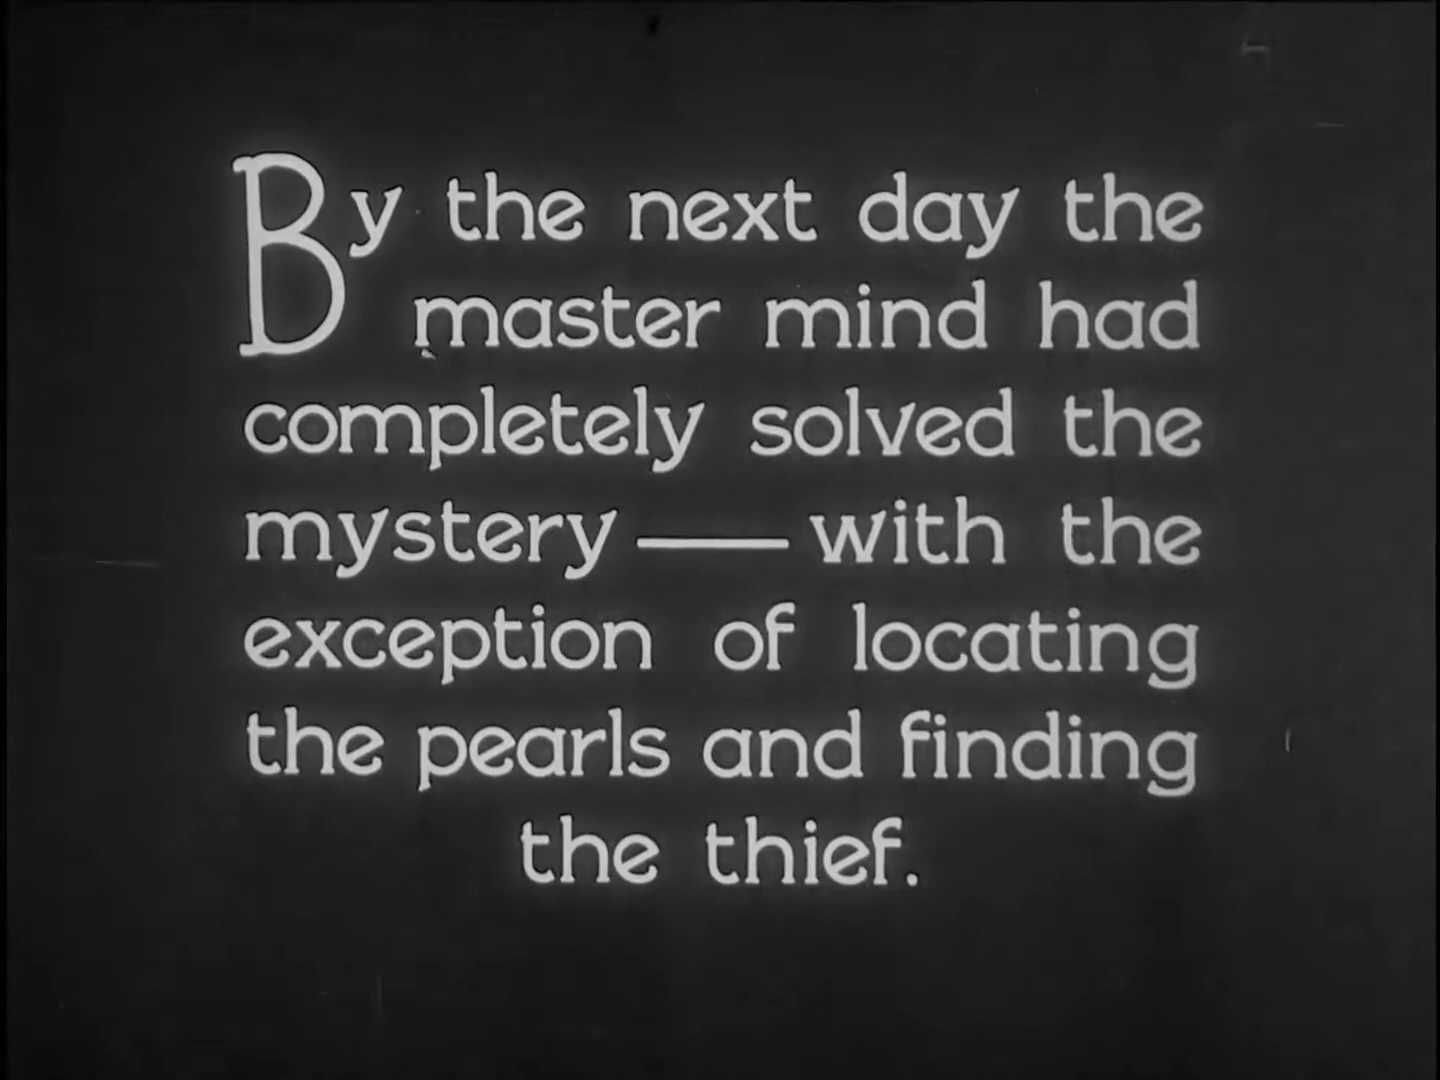 By the next day the
master mind had
completely solved the
mystery — with the
exception of locating
the pearls and finding
the thief.